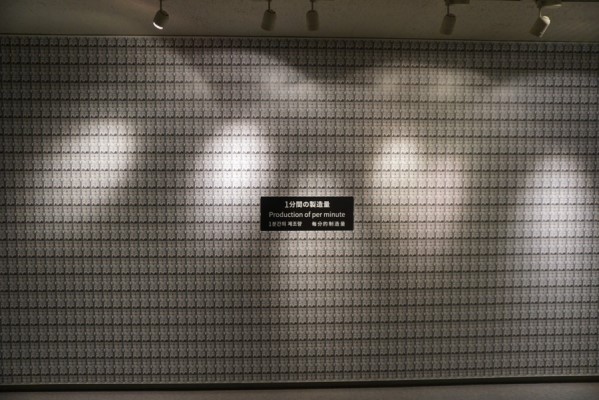 1分間の製造量
Production of per minute
1분간의 제조량 每分的制造量